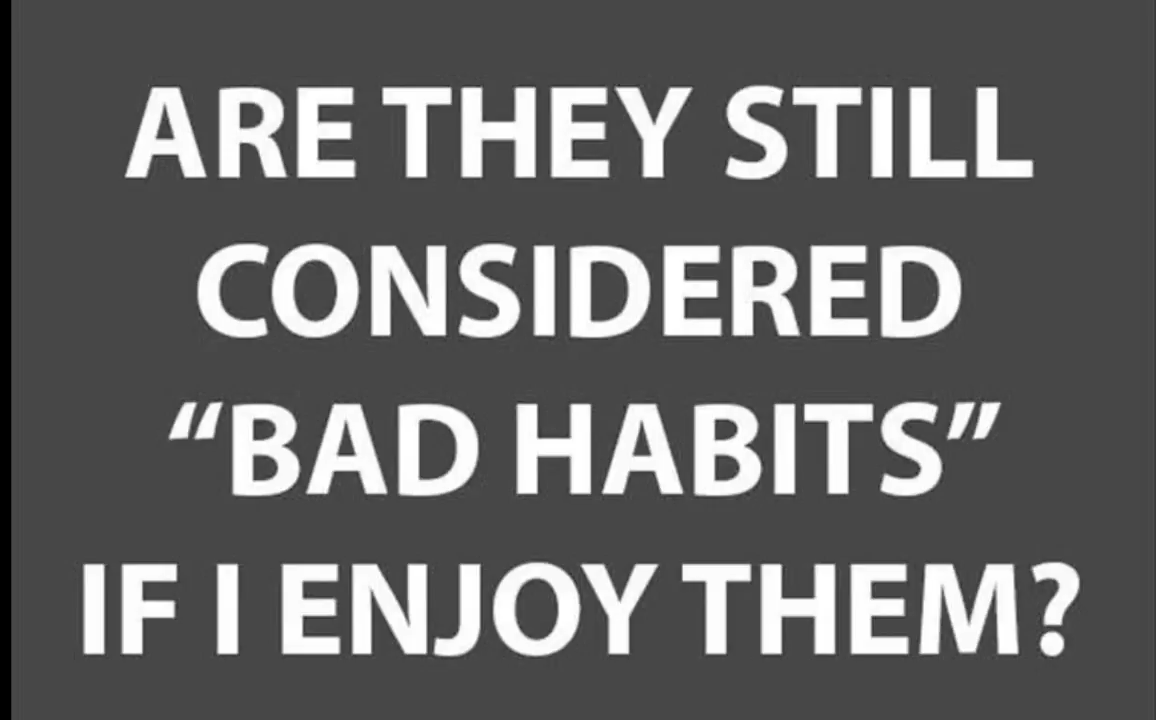 ARE THEY STILL
CONSIDERED
“BAD HABITS”
IF I ENJOY THEM?